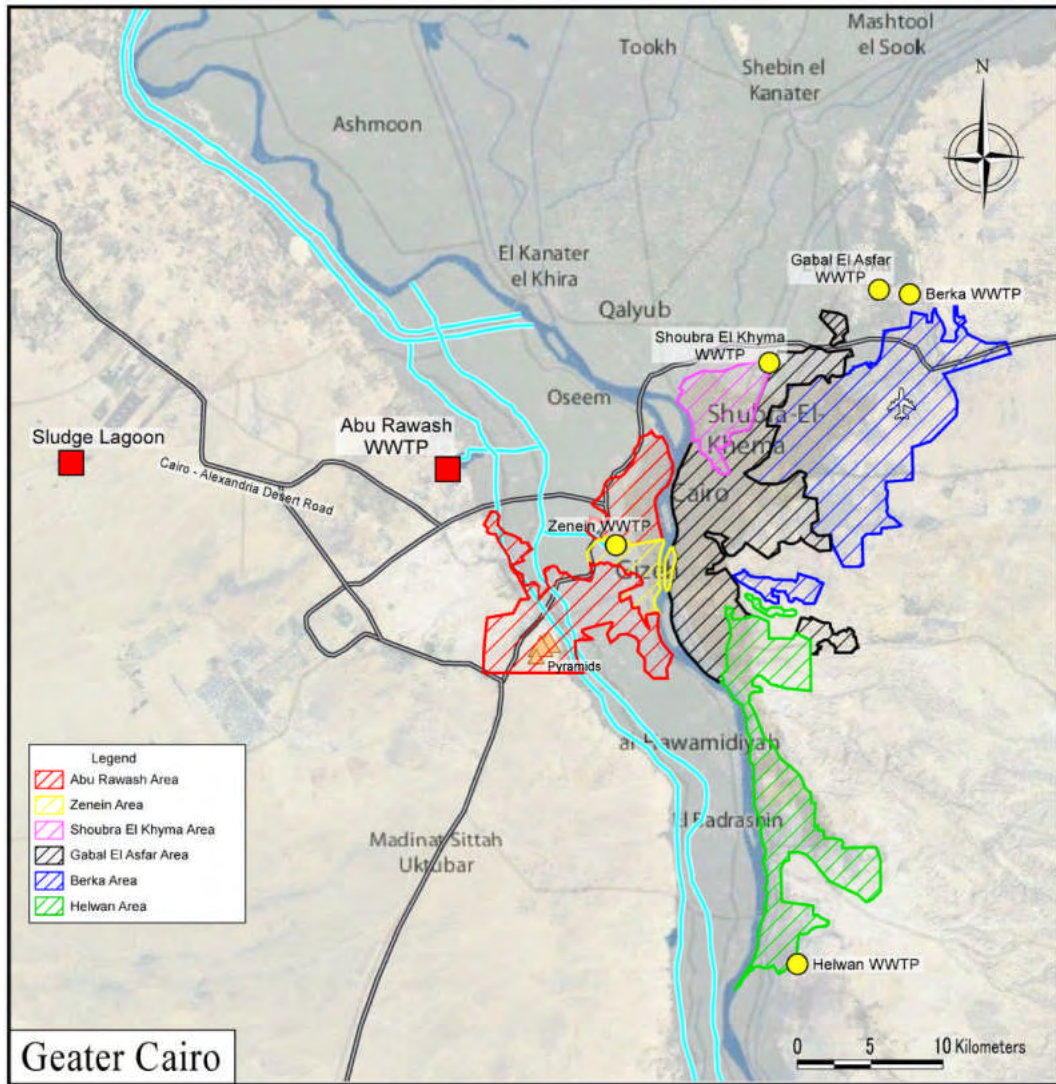 Mashtool
el Sook
Tookh
Shebin el
Kanater
N
Ashmoon
El Kanater
el Khira
Gabal El Asfar
WWTP
Berka WWTP
Qalyub
Shoubra El Khyma
WWTP
Oseem
Shubra-El-
Khema
Sludge Lagoon
Abu Rawash
WWTP
Cairo - Alexandria Desert Road
Cairo
Zenein WWTP
Giza
Pyramids
al Hawamidiyah
El Badrashin
Madinat Sittah
Uktubar
Legend
Abu Rawash Area
Zenein Area
Shoubra El Khyma Area
Gabal El Asfar Area
Berka Area
Helwan Area
Helwan WWTP
Geater Cairo
0 5 10 Kilometers